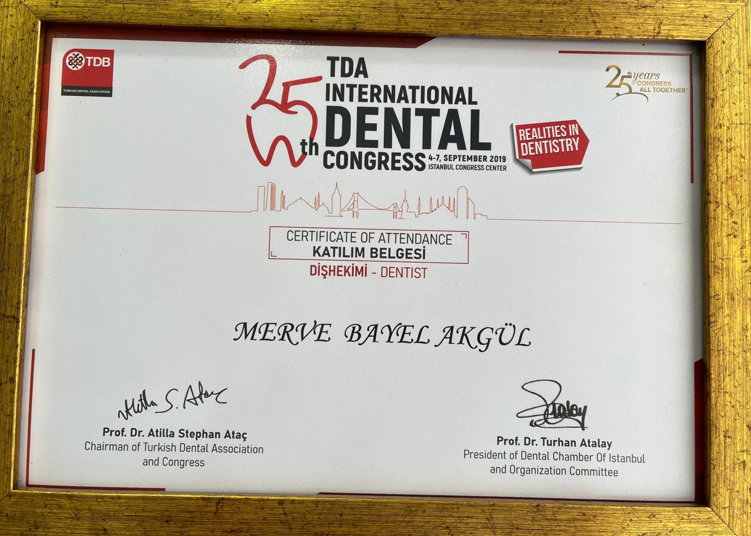 TDB
TURKISH DENTAL ASSOCIATION
25th
TDA
INTERNATIONAL
DENTAL
CONGRESS
4-7, SEPTEMBER 2019
ISTANBUL CONGRESS CENTER
REALITIES IN
DENTISTRY
25 years
CONGRESS
ALL TOGETHER
CERTIFICATE OF ATTENDANCE
KATILIM BELGESİ
DİŞHEKİMİ - DENTIST
MERVE BAYEL AKGÜL
Atilla S. Ataç
Atalay
Prof. Dr. Atilla Stephan Ataç
Chairman of Turkish Dental Association
and Congress
Prof. Dr. Turhan Atalay
President of Dental Chamber Of Istanbul
and Organization Committee